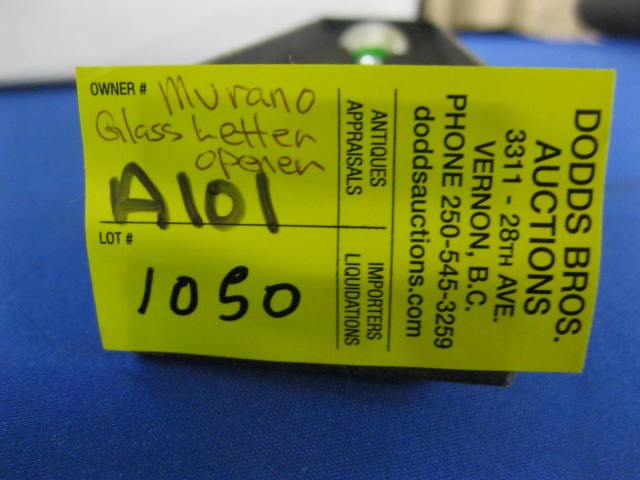 OWNER # Murano
Glass Letter
opener
A101
LOT #
1050
ANTIQUES
APPRAISALS
IMPORTERS
LIQUIDATIONS
DODDS BROS.
AUCTIONS
3311 - 28TH AVE.
VERNON, B.C.
PHONE 250-545-3259
doddsauctions.com